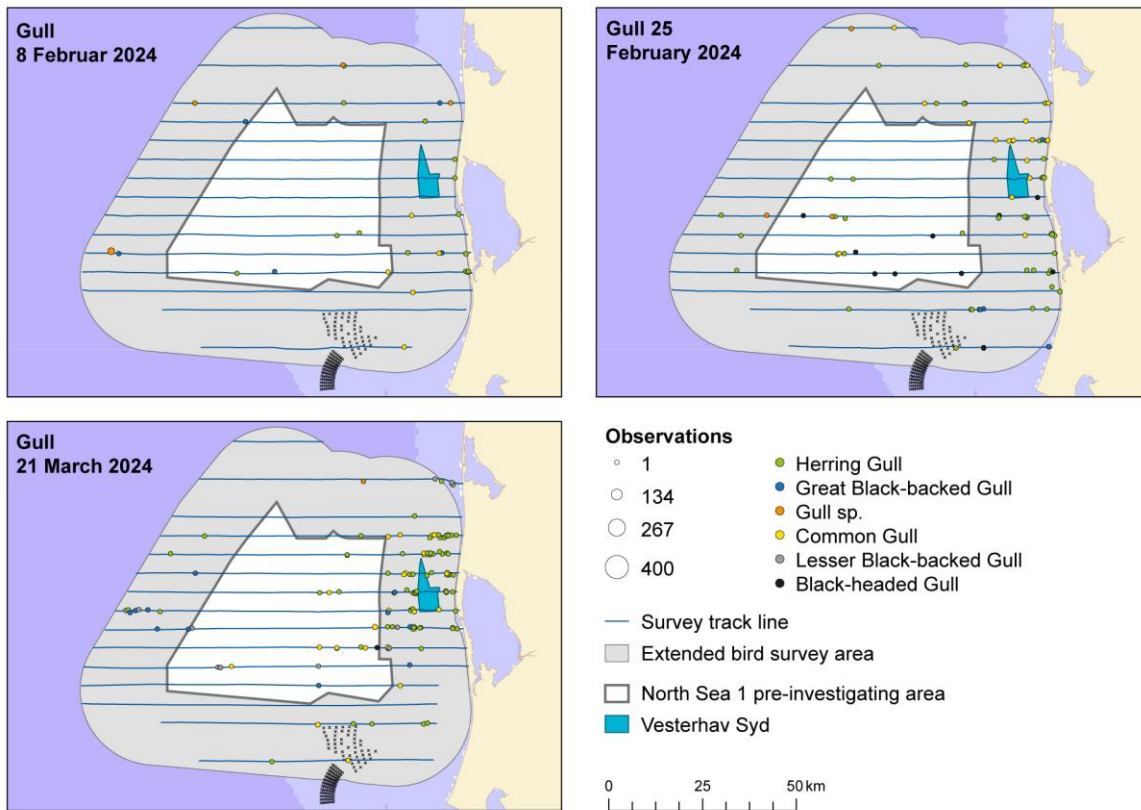 Gull
8 Februar 2024
Gull 25
February 2024
Gull
21 March 2024
Observations
1
134
267
400
Herring Gull
Great Black-backed Gull
Gull sp.
Common Gull
Lesser Black-backed Gull
Black-headed Gull
Survey track line
Extended bird survey area
North Sea 1 pre-investigating area
Vesterhav Syd
0 25 50 km